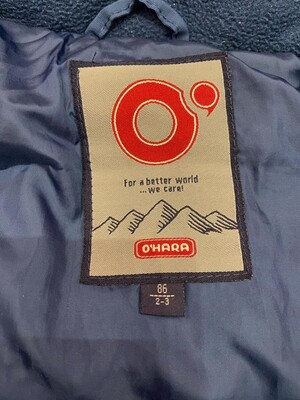 O'
For a better world
...we care!
O'HARA
86
2-3